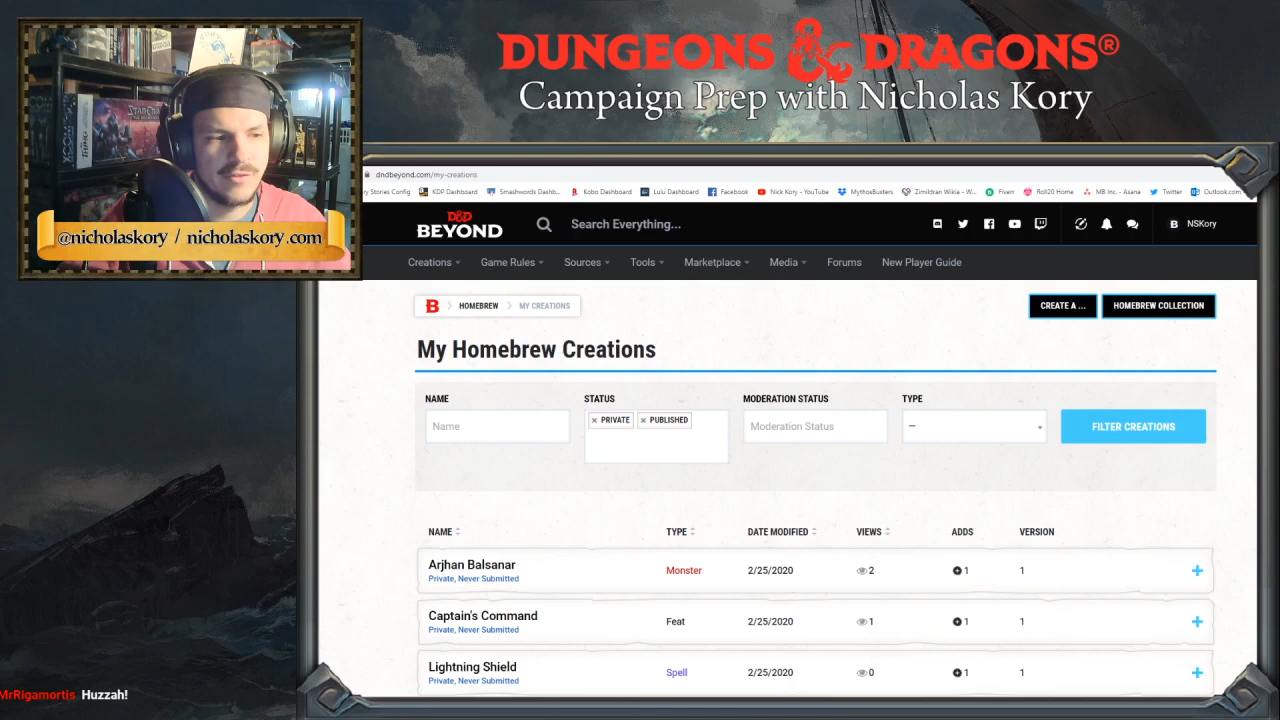 DUNGEONS & DRAGONS®
Campaign Prep with Nicholas Kory
@nicholaskory / nicholaskory.com
dndbeyond.com/my-creations
ry Stories Config
KDP Dashboard
Smashwords Dashb...
Kobo Dashboard
Lulu Dashboard
Facebook
Nick Kory - YouTube
MythosBusters
Zimildran Wikia - W...
Fiverr
Roll20 Home
MB Inc. - Asana
Twitter
Outlook.com
D&D
BEYOND
Search Everything...
B NSKory
Creations
Game Rules
Sources
Tools
Marketplace
Media
Forums
New Player Guide
B HOMEBREW MY CREATIONS
CREATE A ...
HOMEBREW COLLECTION
My Homebrew Creations
NAME
STATUS
MODERATION STATUS
TYPE
Name
× PRIVATE × PUBLISHED
Moderation Status
—
FILTER CREATIONS
NAME TYPE DATE MODIFIED VIEWS ADDS VERSION
Arjhan Balsanar Monster 2/25/2020 2 1 1
Private, Never Submitted
Captain's Command Feat 2/25/2020 1 1 1
Private, Never Submitted
Lightning Shield Spell 2/25/2020 0 1 1
Private, Never Submitted
MrRigamortis Huzzah!